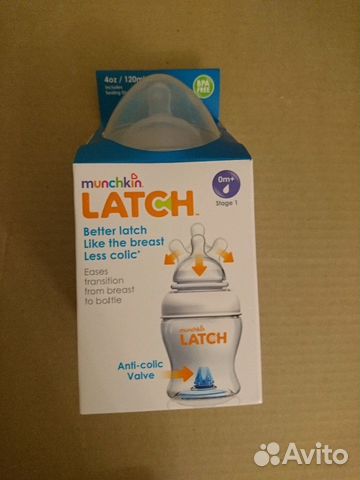 4oz / 120ml
Includes
BPA
FREE
munchkin.
LATCH™
0m+
Stage 1
Better latch
Like the breast
Less colic*
Eases
transition
from breast
to bottle
munchkin
LATCH
Anti-colic
Valve
Avito